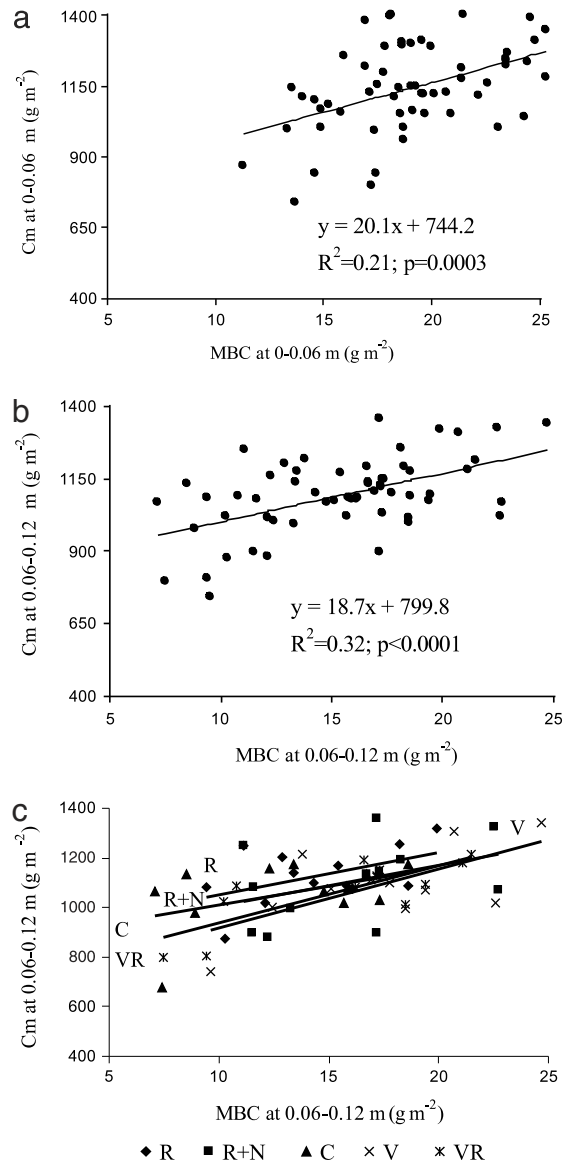 a
1400
1150
900
650
400
Cm at 0-0.06 m (g m-2)
y = 20.1x + 744.2
R2=0.21; p=0.0003
5 10 15 20 25
MBC at 0-0.06 m (g m-2)
b
1400
1150
900
650
400
Cm at 0.06-0.12 m (g m-2)
y = 18.7x + 799.8
R2=0.32; p<0.0001
5 10 15 20 25
MBC at 0.06-0.12 m (g m-2)
c
1400
1200
1000
800
600
400
Cm at 0.06-0.12 m (g m-2)
V
R
R+N
C
VR
5 10 15 20 25
MBC at 0.06-0.12 m (g m-2)
R R+N C V VR